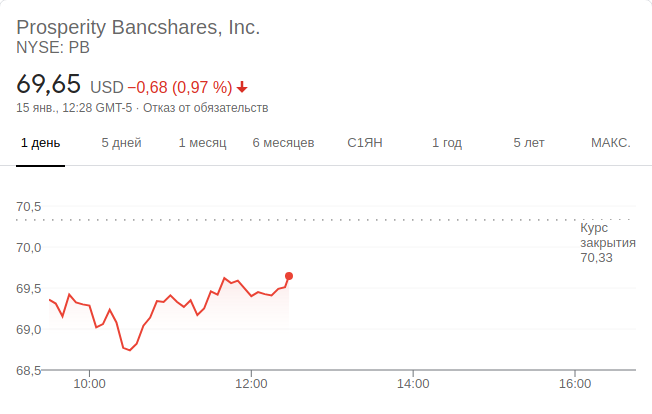 Prosperity Bancshares, Inc.
NYSE: PB
69,65 USD −0,68 (0,97 %)
15 янв., 12:28 GMT-5 · Отказ от обязательств
1 день 5 дней 1 месяц 6 месяцев С1ЯН 1 год 5 лет МАКС.
70,5
Курс
закрытия
70,33
70,0
69,5
69,0
68,5
10:00 12:00 14:00 16:00